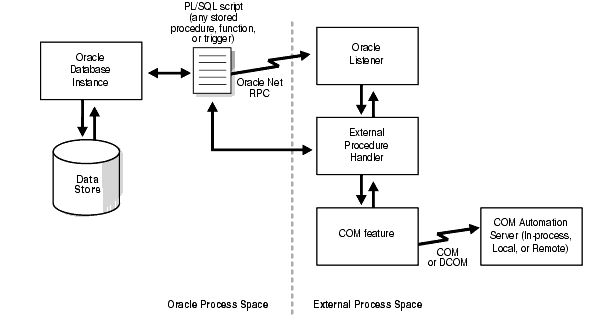 PL/SQL script
(any stored
procedure, function,
or trigger)
Oracle
Database
Instance
Oracle
Listener
Oracle Net
RPC
External
Procedure
Handler
Data
Store
COM feature
COM
or DCOM
COM Automation
Server (In-process,
Local, or Remote)
Oracle Process Space
External Process Space